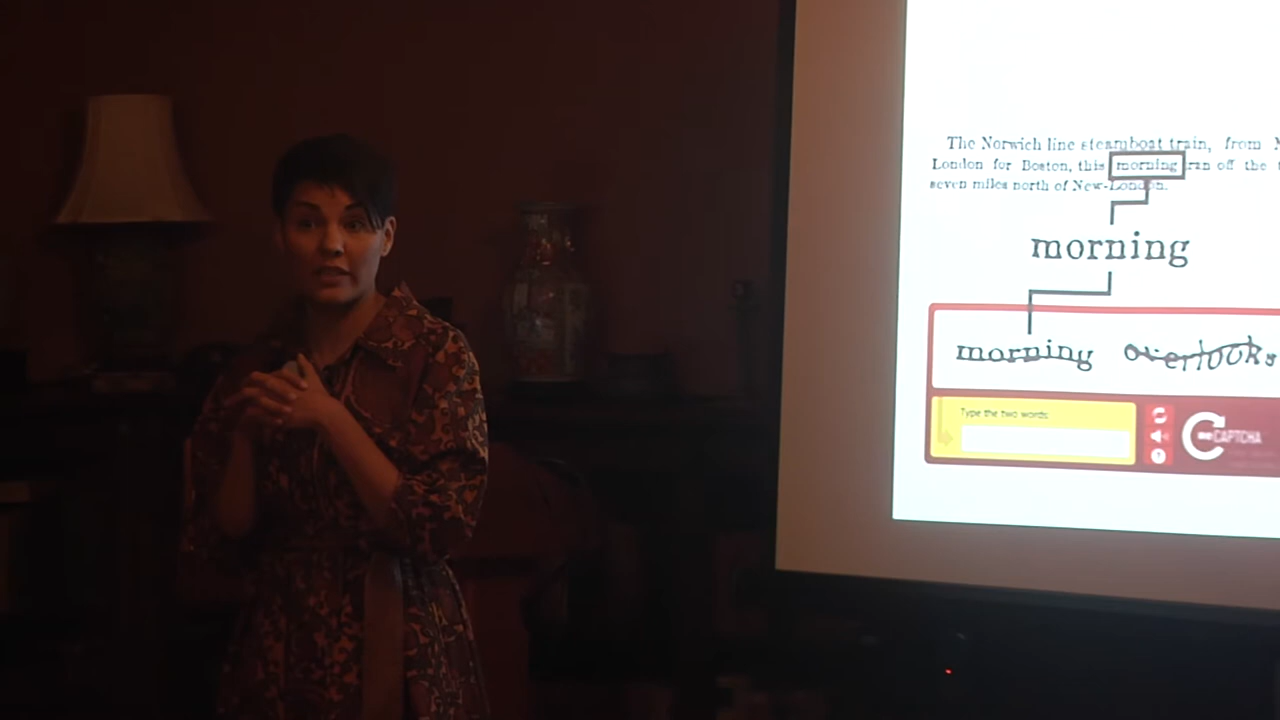 The Norwich line steamboat train, from
London for Boston, this morning ran off the
seven miles north of New-London.
morning
morning overlooks
Type the two words:
reCAPTCHA